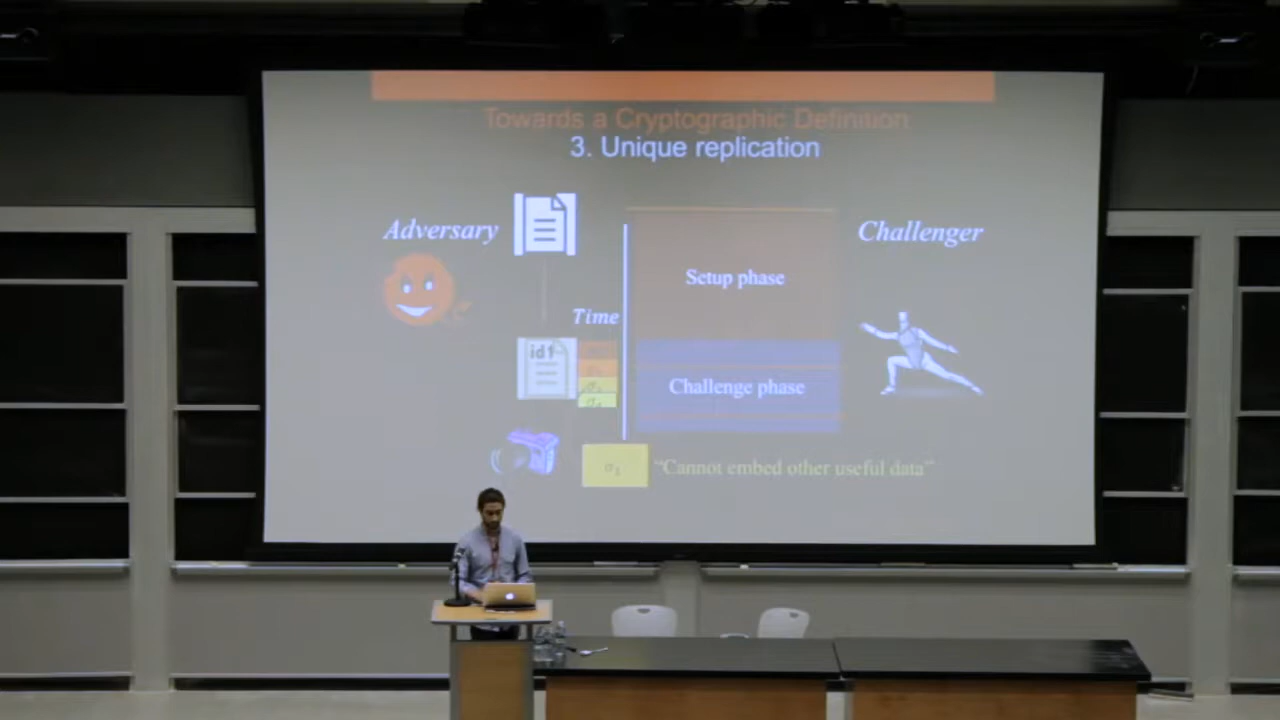 Towards a Cryptographic Definition
3. Unique replication
Adversary
Challenger
Setup phase
Time
id1
Challenge phase
σ1
“Cannot embed other useful data”